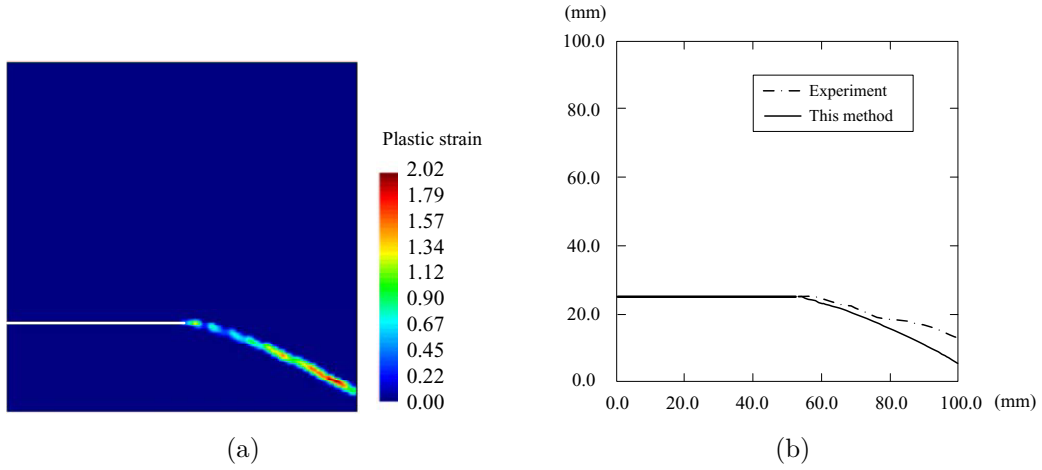 Plastic strain
2.02
1.79
1.57
1.34
1.12
0.90
0.67
0.45
0.22
0.00
(a)
(mm)
100.0
80.0
60.0
40.0
20.0
0.0
Experiment
This method
0.0 20.0 40.0 60.0 80.0 100.0 (mm)
(b)